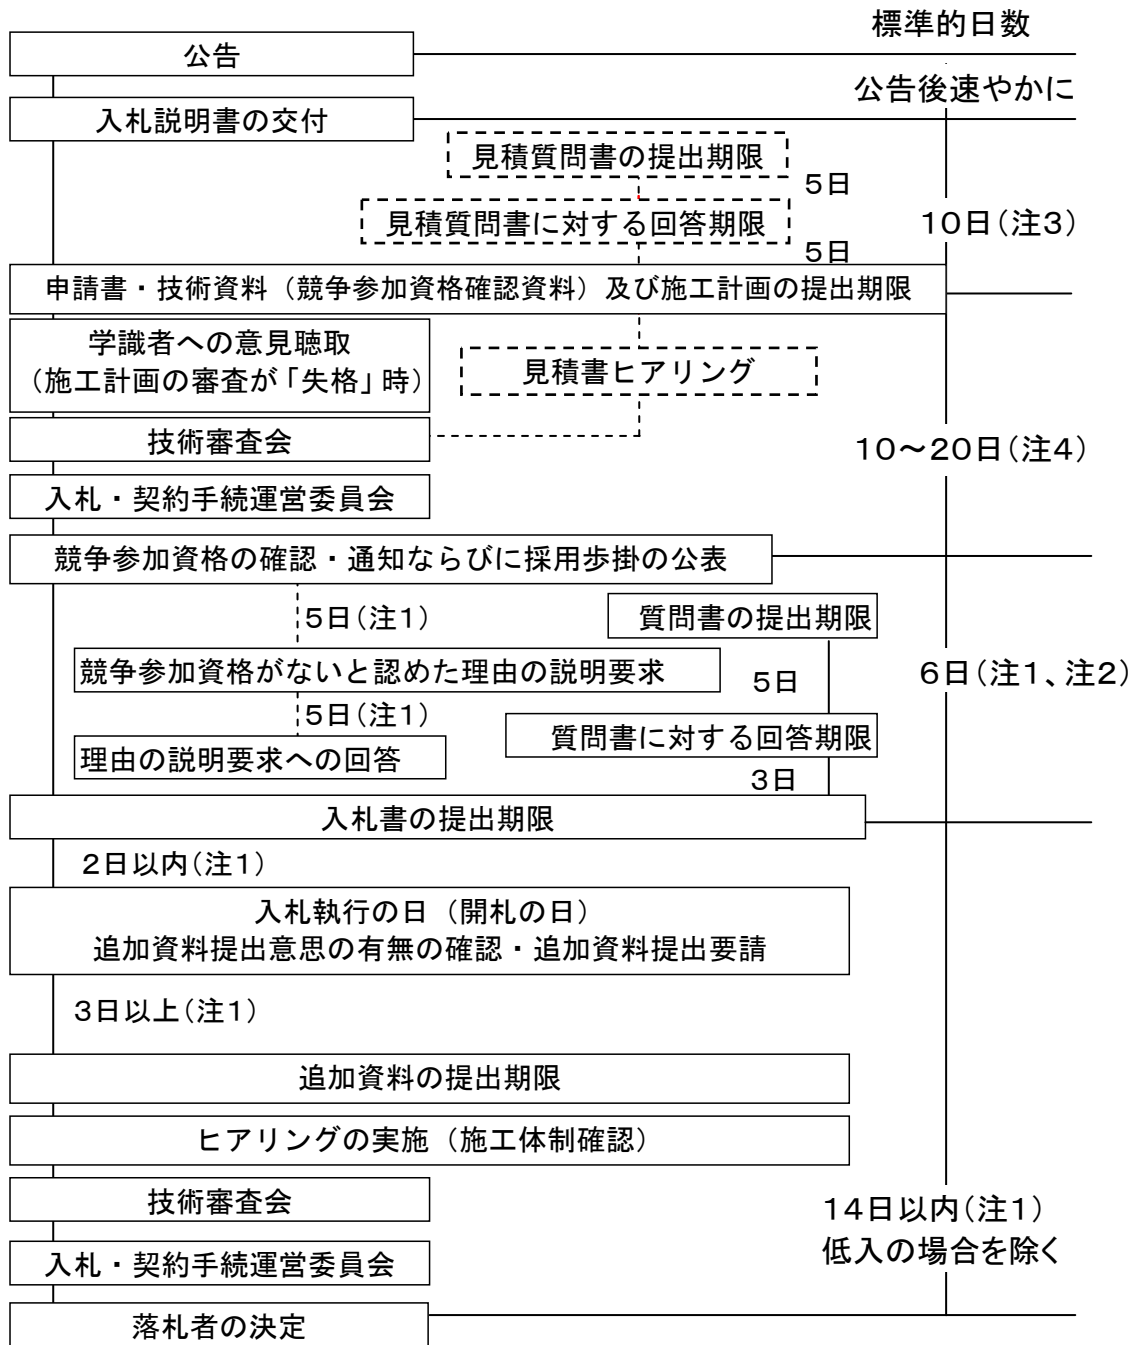 標準的日数
公告
公告後速やかに
入札説明書の交付
見積質問書の提出期限
5日
見積質問書に対する回答期限
10日(注3)
5日
申請書・技術資料(競争参加資格確認資料)及び施工計画の提出期限
学識者への意見聴取
(施工計画の審査が「失格」時)
見積書ヒアリング
技術審査会
10~20日(注4)
入札・契約手続運営委員会
競争参加資格の確認・通知ならびに採用歩掛の公表
5日(注1)
質問書の提出期限
競争参加資格がないと認めた理由の説明要求
5日
6日(注1、注2)
5日(注1)
質問書に対する回答期限
理由の説明要求への回答
3日
入札書の提出期限
2日以内(注1)
入札執行の日(開札の日)
追加資料提出意思の有無の確認・追加資料提出要請
3日以上(注1)
追加資料の提出期限
ヒアリングの実施(施工体制確認)
技術審査会
14日以内(注1)
低入の場合を除く
入札・契約手続運営委員会
落札者の決定